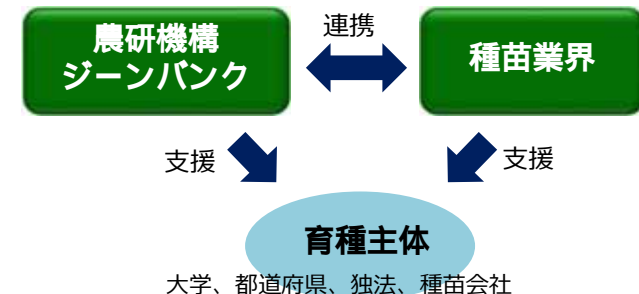 農研機構
ジーンバンク
連携
種苗業界
支援
支援
育種主体
大学、都道府県、独法、種苗会社